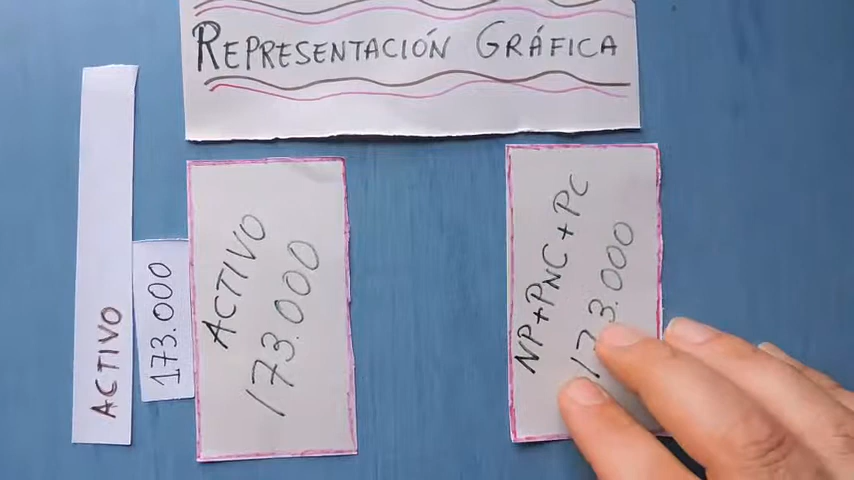 REPRESENTACIÓN GRÁFICA
ACTIVO
173.000
ACTIVO
173.000
NP+PNC+PC
173.000